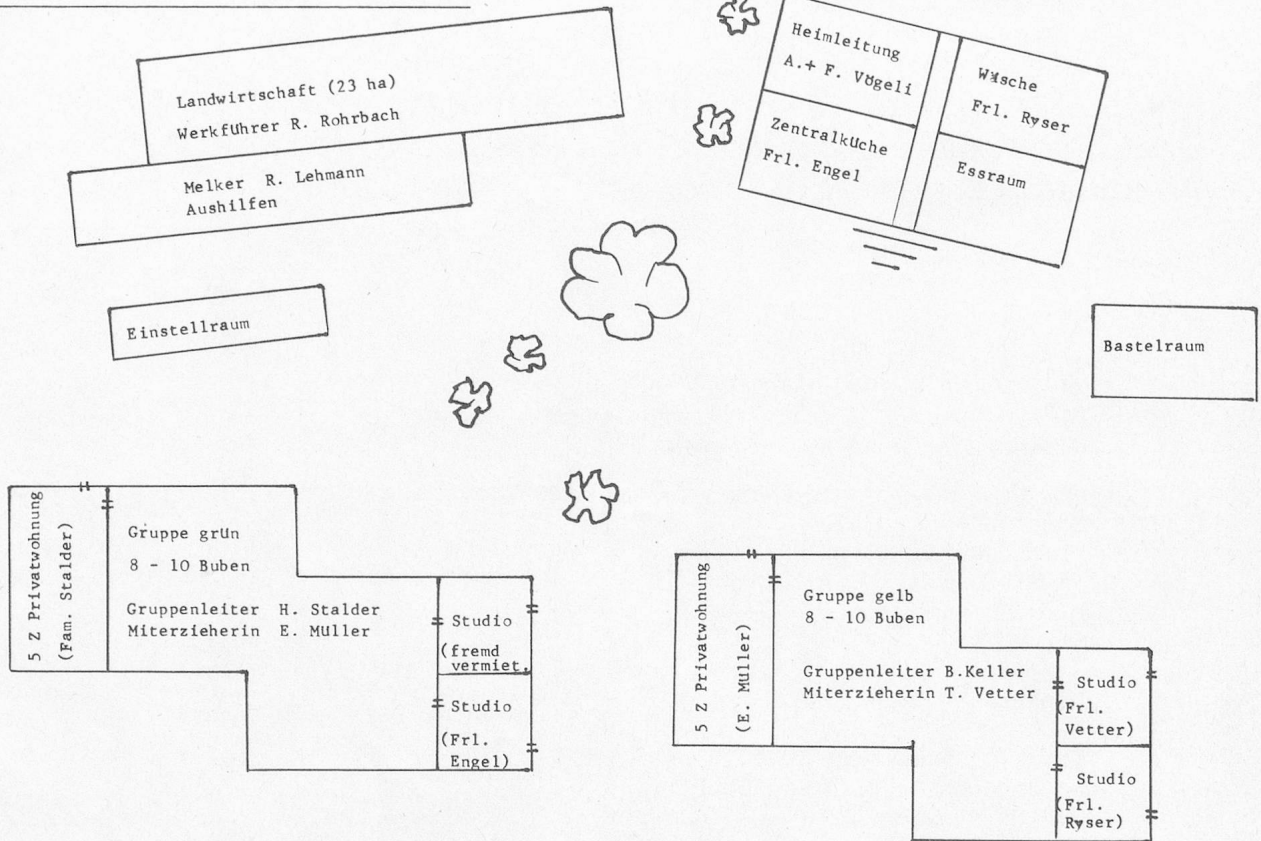 Landwirtschaft (23 ha)
Werkführer R. Rohrbach
Melker R. Lehmann
Aushilfen
Einstellraum
Heimleitung
A.+ F. Vögeli
Wäsche
Frl. Ryser
Zentralküche
Frl. Engel
Essraum
Bastelraum
5 Z Privatwohnung
(Fam. Stalder)
Gruppe grün
8 - 10 Buben
Gruppenleiter H. Stalder
Miterzieherin E. Müller
Studio
(fremd
vermiet.
Studio
(Frl.
Engel)
5 Z Privatwohnung
(E. Müller)
Gruppe gelb
8 - 10 Buben
Gruppenleiter B.Keller
Miterzieherin T. Vetter
Studio
(Frl.
Vetter)
Studio
(Frl.
Ryser)